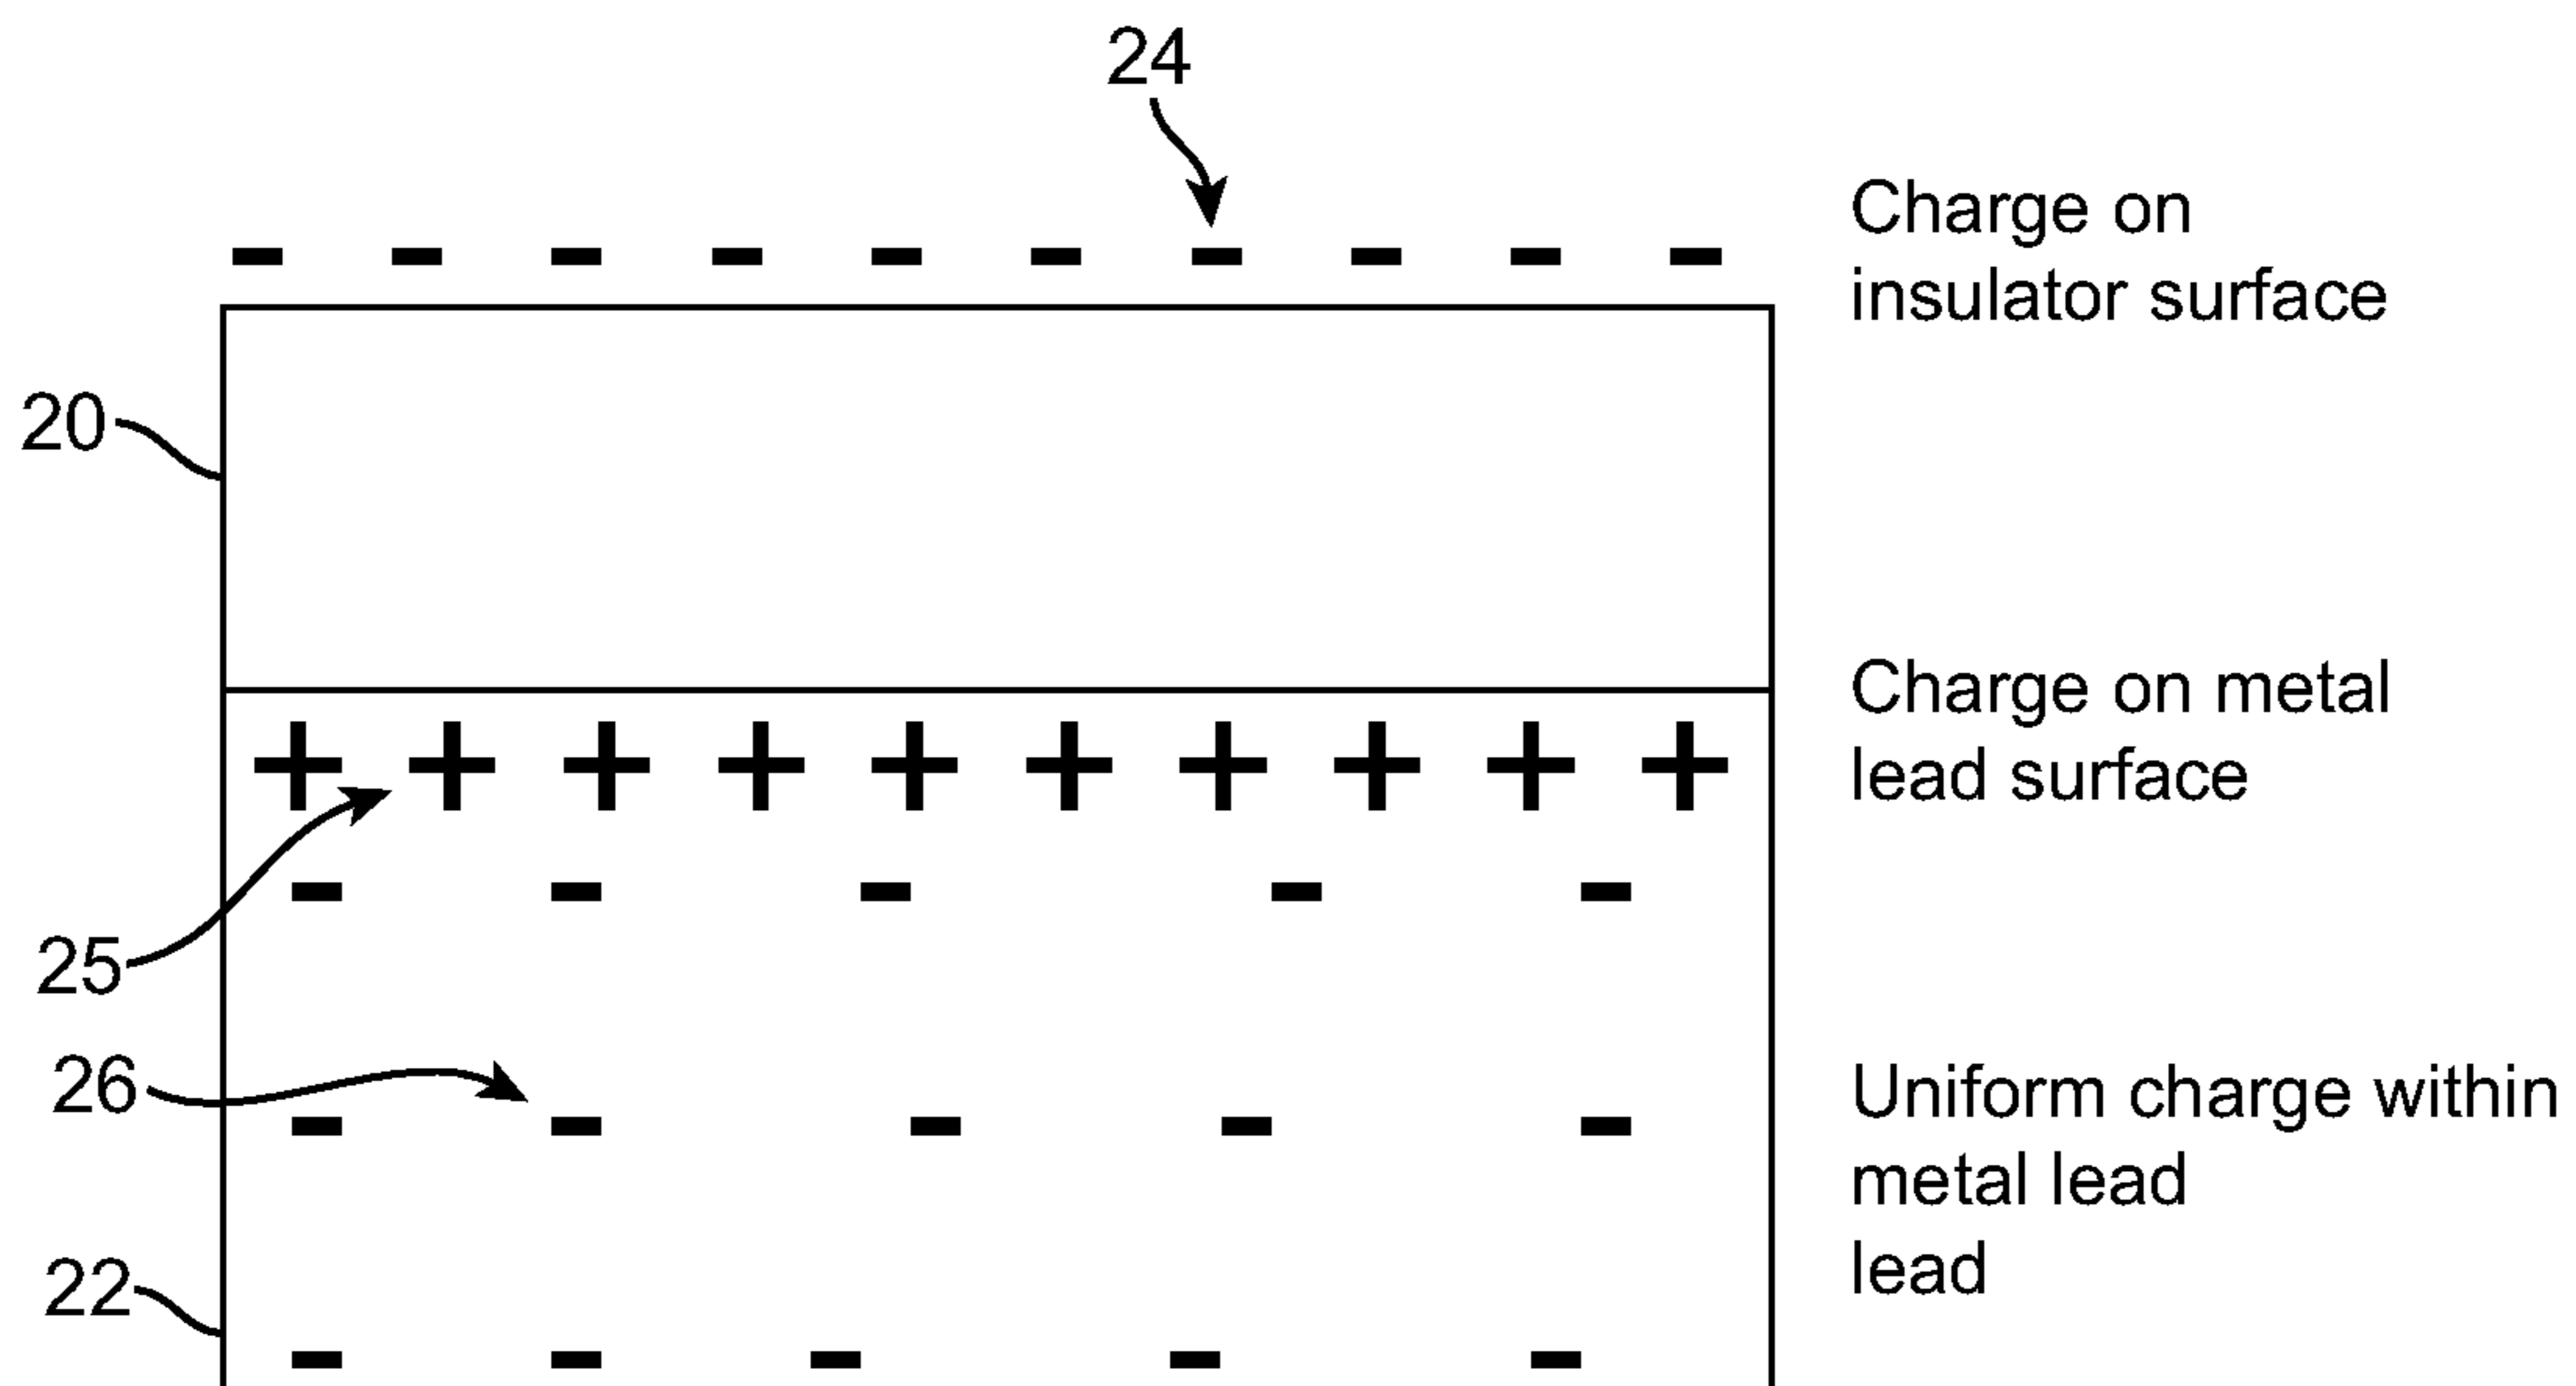 24
Charge on
insulator surface
20
Charge on metal
lead surface
25
26
Uniform charge within
metal lead
lead
22